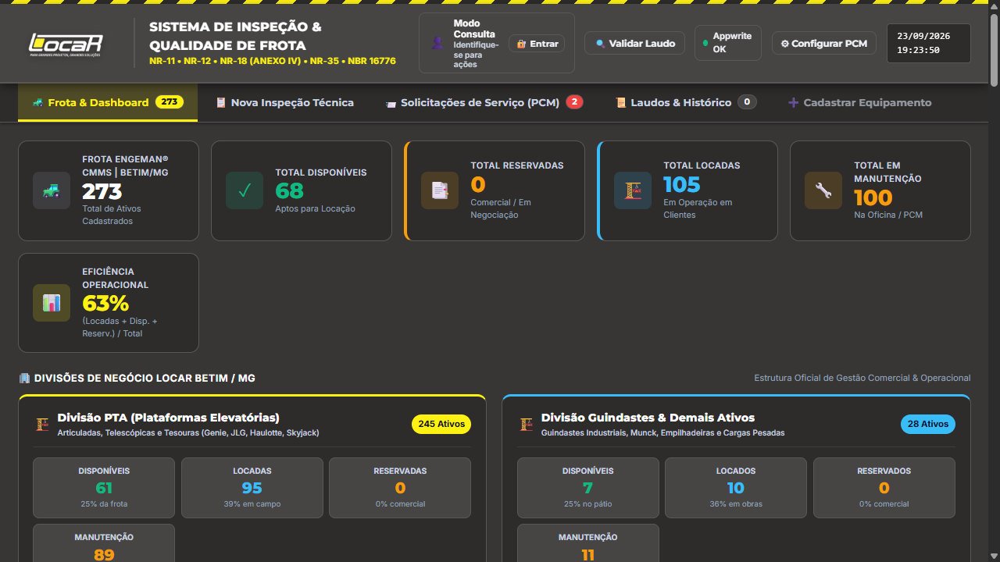 LocaR
PARA GRANDES PROJETOS, GRANDES SOLUÇÕES
SISTEMA DE INSPEÇÃO &
QUALIDADE DE FROTA
NR-11 • NR-12 • NR-18 (ANEXO IV) • NR-35 • NBR 16776
Modo
Consulta
Identifique-
se para
ações
Entrar
Validar Laudo
Appwrite
OK
Configurar PCM
23/09/2026
19:23:50
Frota & Dashboard 273
Nova Inspeção Técnica
Solicitações de Serviço (PCM) 2
Laudos & Histórico 0
Cadastrar Equipamento
FROTA ENGEMAN®
CMMS | BETIM/MG
273
Total de Ativos
Cadastrados
TOTAL DISPONÍVEIS
68
Aptos para Locação
TOTAL RESERVADAS
0
Comercial / Em
Negociação
TOTAL LOCADAS
105
Em Operação em
Clientes
TOTAL EM
MANUTENÇÃO
100
Na Oficina / PCM
EFICIÊNCIA
OPERACIONAL
63%
(Locadas + Disp. +
Reserv.) / Total
DIVISÕES DE NEGÓCIO LOCAR BETIM / MG
Estrutura Oficial de Gestão Comercial & Operacional
Divisão PTA (Plataformas Elevatórias)
Articuladas, Telescópicas e Tesouras (Genie, JLG, Haulotte, Skyjack)
245 Ativos
DISPONÍVEIS
61
25% da frota
LOCADAS
95
39% em campo
RESERVADAS
0
0% comercial
MANUTENÇÃO
89
Divisão Guindastes & Demais Ativos
Guindastes Industriais, Munck, Empilhadeiras e Cargas Pesadas
28 Ativos
DISPONÍVEIS
7
25% no pátio
LOCADOS
10
36% em obras
RESERVADOS
0
0% comercial
MANUTENÇÃO
11